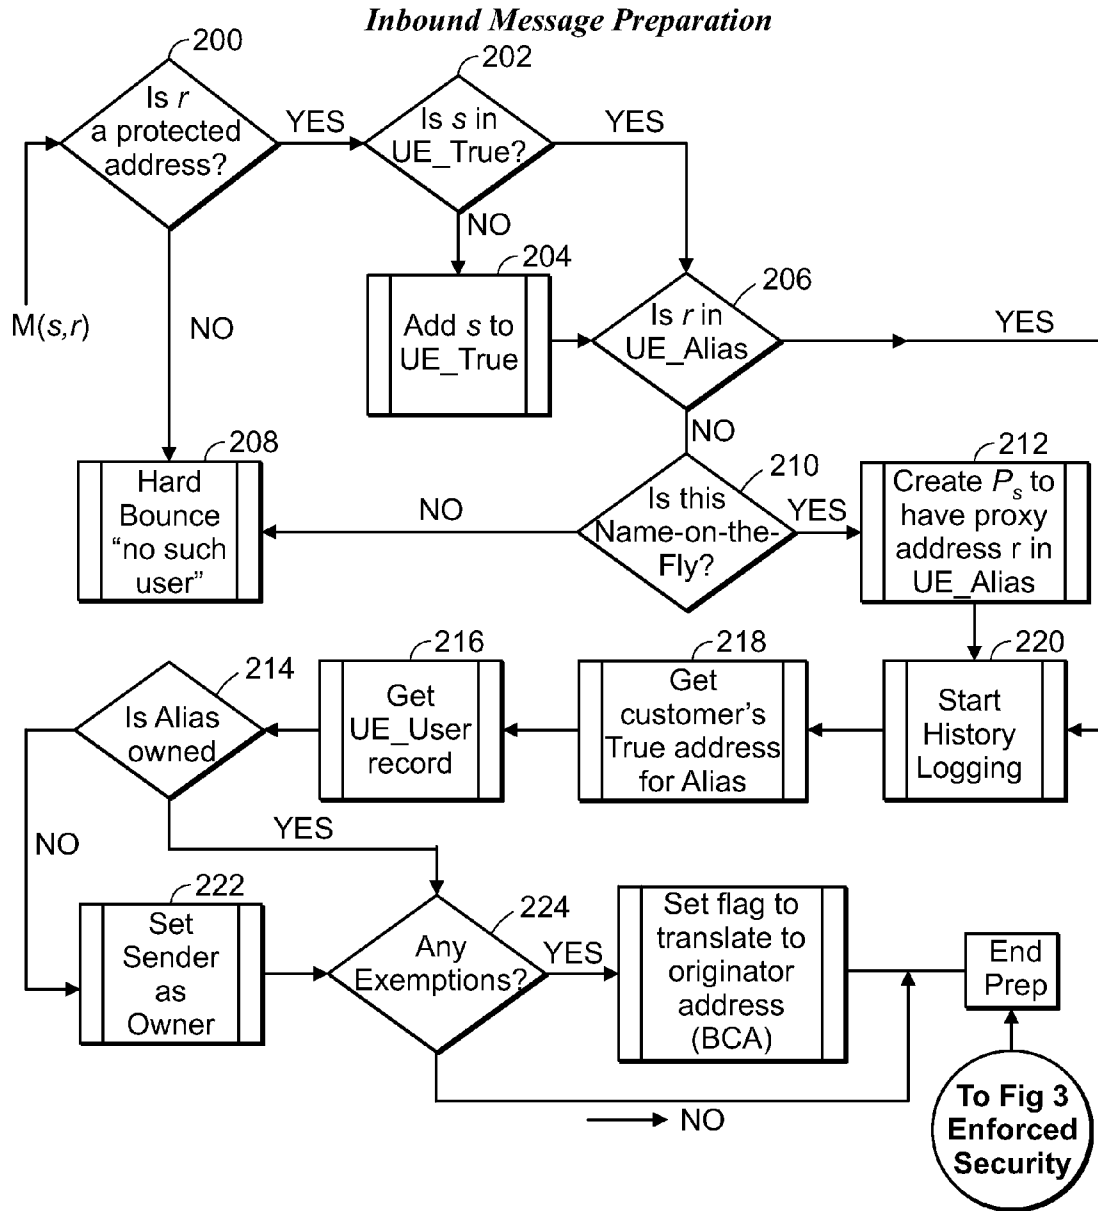 Inbound Message Preparation
200
Is r
a protected
address?
YES
202
Is s in
UE_True?
YES
NO
M(s,r)
NO
204
Add s to
UE_True
206
Is r in
UE_Alias
YES
NO
208
Hard
Bounce
“no such
user”
NO
210
Is this
Name-on-the-
Fly?
YES
212
Create Ps to
have proxy
address r in
UE_Alias
214
Is Alias
owned
216
Get
UE_User
record
218
Get
customer’s
True address
for Alias
220
Start
History
Logging
NO
YES
222
Set
Sender
as
Owner
224
Any
Exemptions?
YES
Set flag to
translate to
originator
address
(BCA)
End
Prep
NO
To Fig 3
Enforced
Security